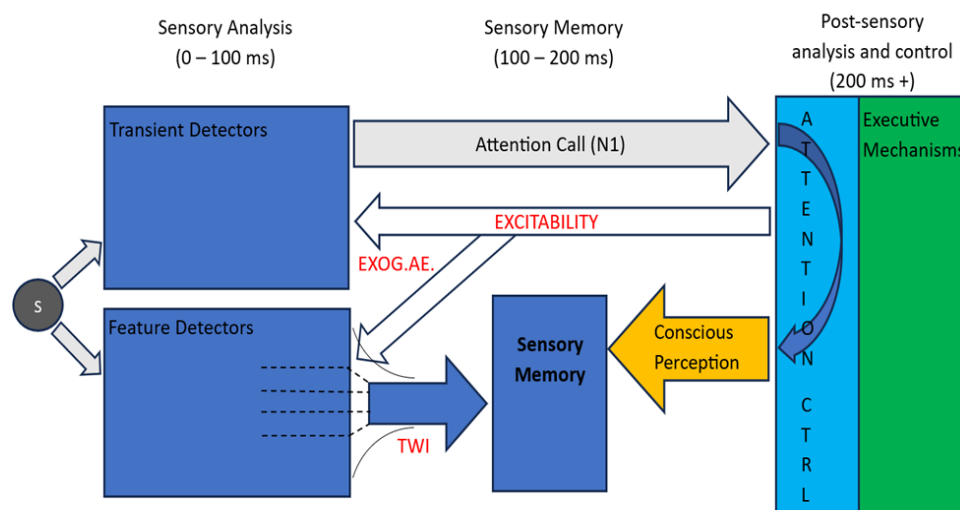 Sensory Analysis
(0 – 100 ms)
Sensory Memory
(100 – 200 ms)
Post-sensory
analysis and control
(200 ms +)
Transient Detectors
Attention Call (N1)
EXCITABILITY
EXOG.AE.
S
Feature Detectors
TWI
Sensory
Memory
Conscious
Perception
A
T
T
E
N
T
I
O
N
C
T
R
L
Executive
Mechanisms